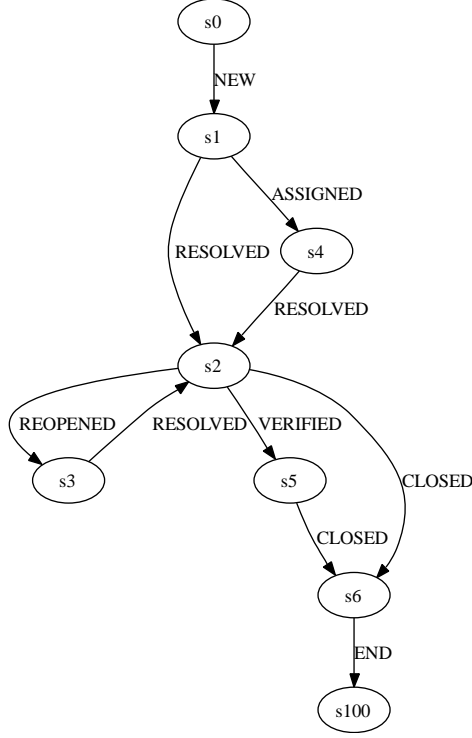 s0
NEW
s1
ASSIGNED
RESOLVED
s4
RESOLVED
s2
REOPENED
RESOLVED
VERIFIED
CLOSED
s3
s5
CLOSED
s6
END
s100